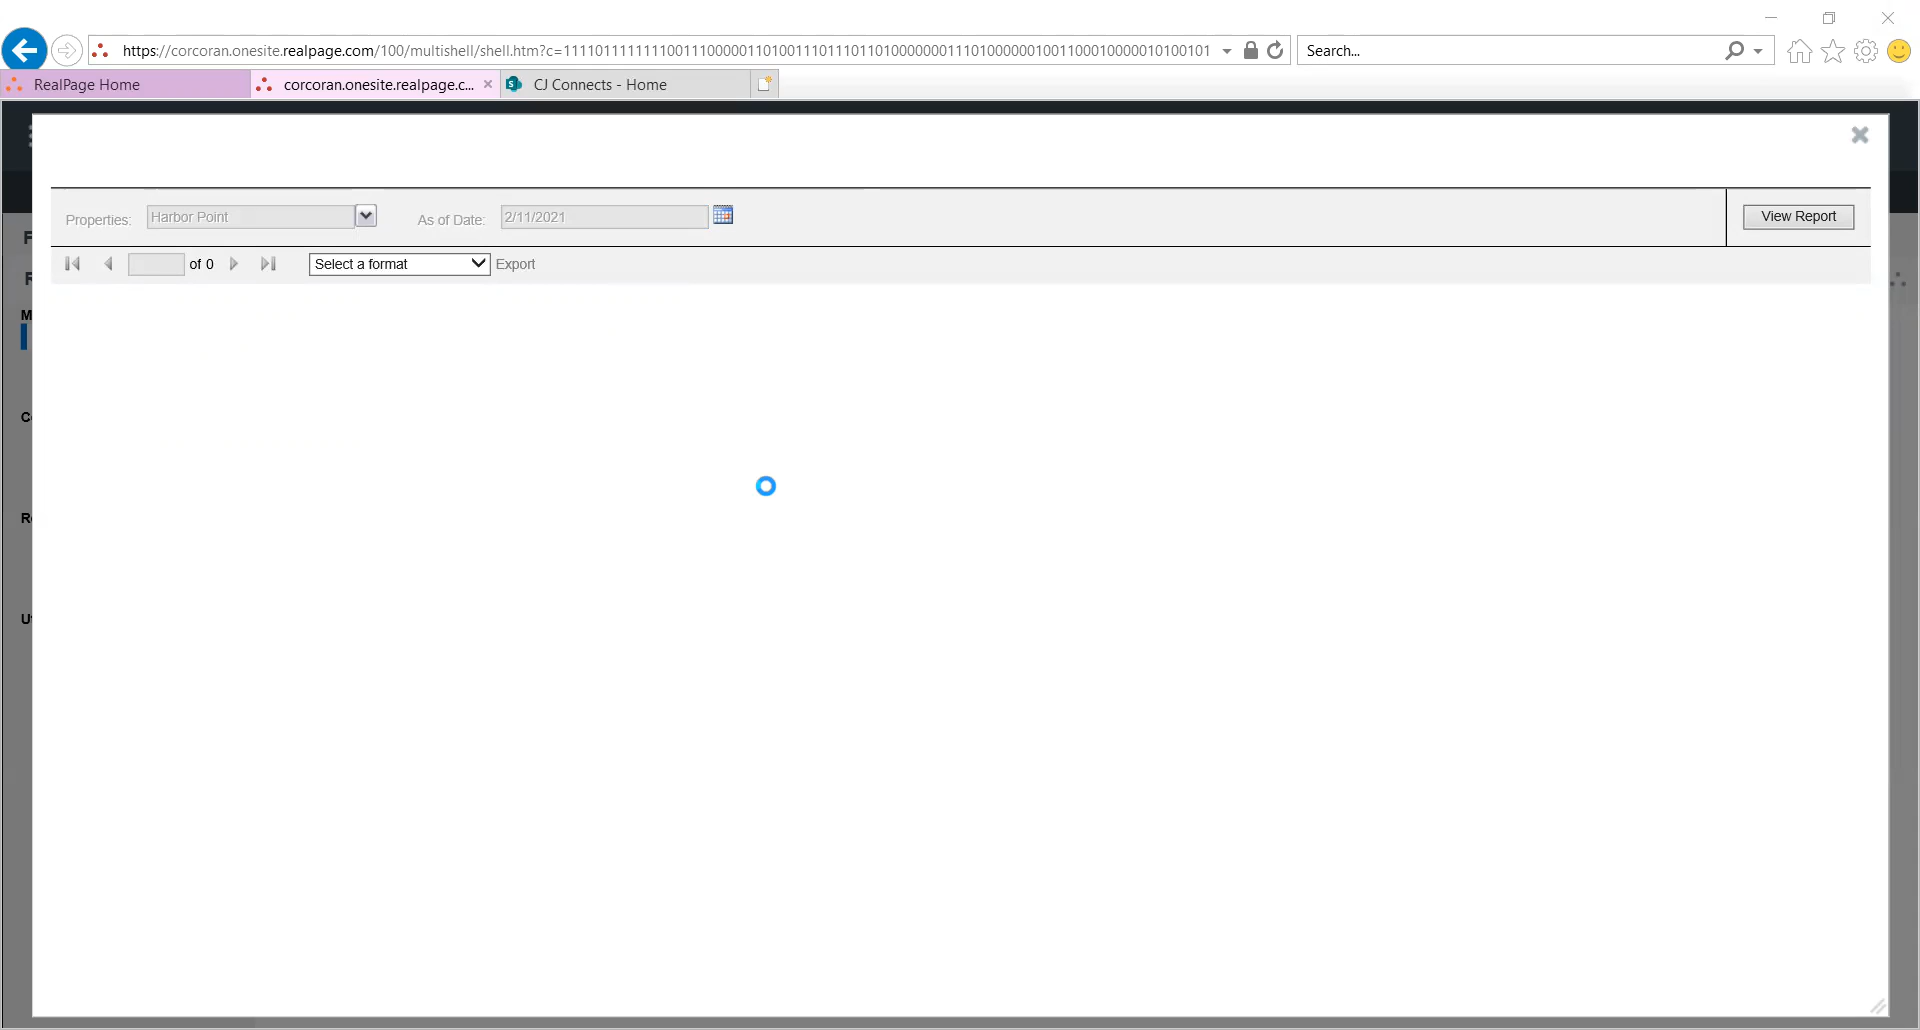 https://corcoran.onesite.realpage.com/100/multishell/shell.htm?c=111101111111100111000001101001110111011010000000111010000001001100010000010100101
Search...
RealPage Home
corcoran.onesite.realpage.c...
CJ Connects - Home
Properties:
Harbor Point
As of Date:
2/11/2021
View Report
of 0
Select a format
Export
M
C
R